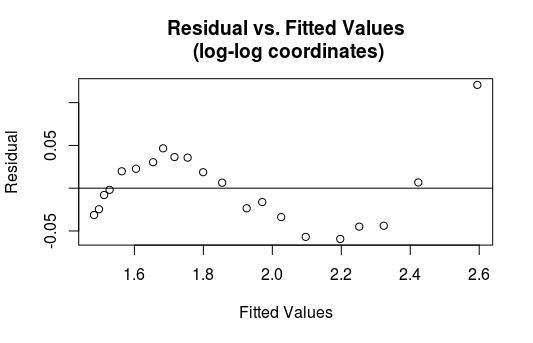 Residual vs. Fitted Values
(log-log coordinates)
Residual
0.05
-0.05
1.6 1.8 2.0 2.2 2.4 2.6
Fitted Values